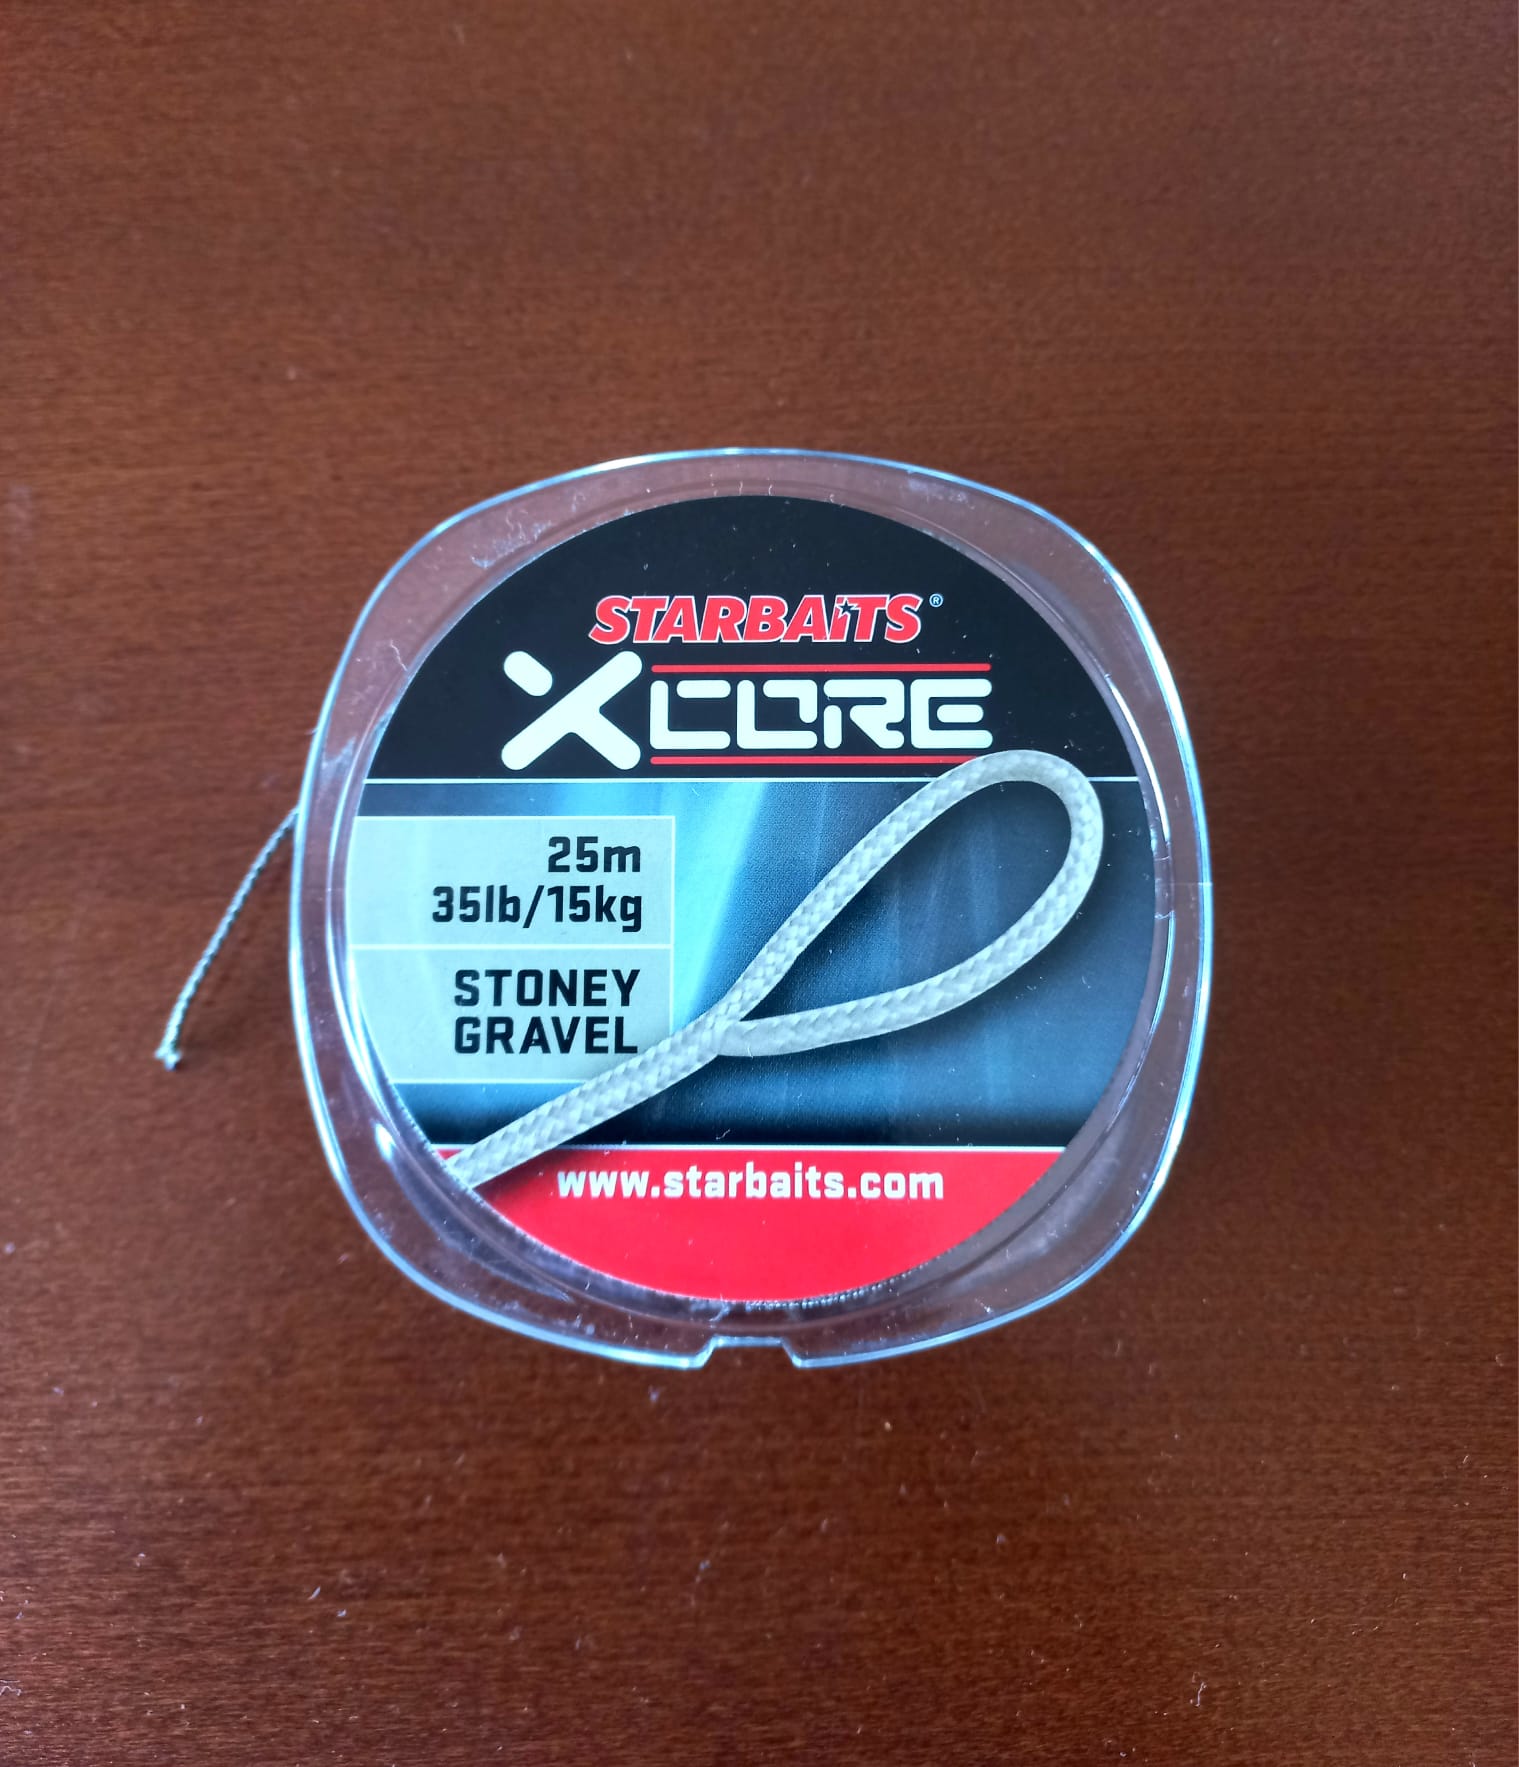 STARBAiTS®
XCORE
25m
35lb/15kg
STONEY
GRAVEL
www.starbaits.com